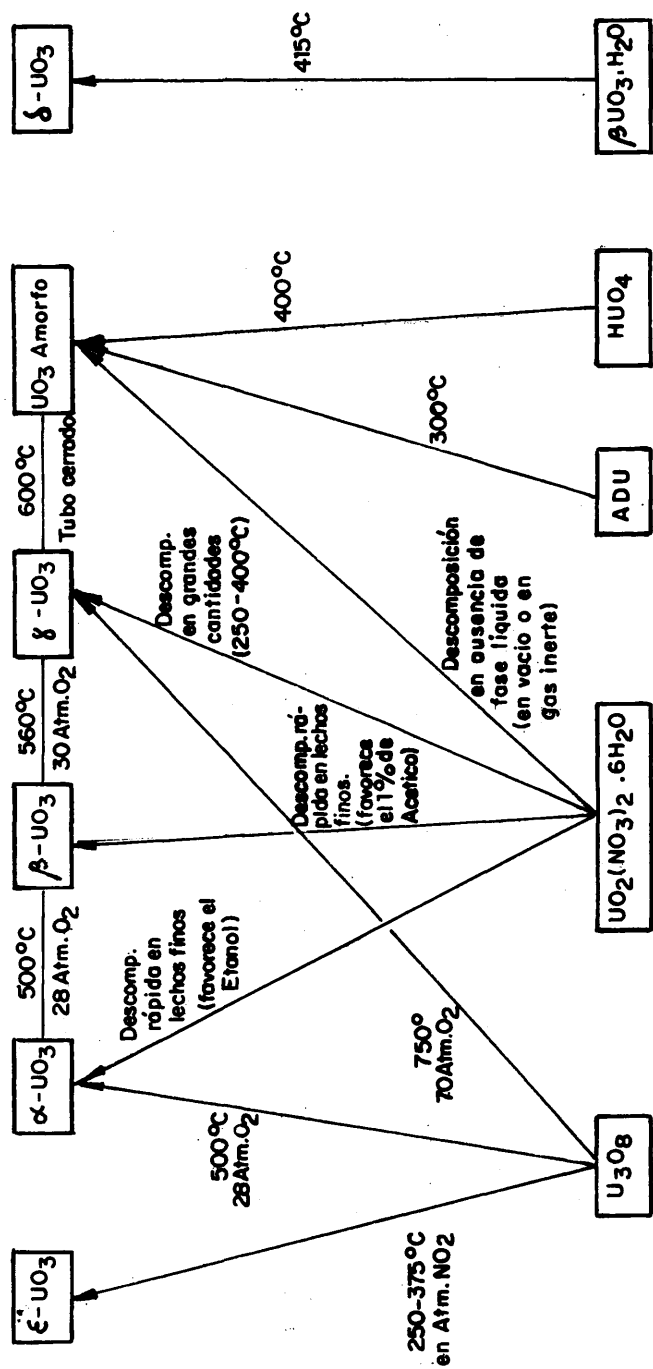 ε-UO3
α-UO3
500°C
28 Atm. O2
β-UO3
560°C
30 Atm. O2
γ-UO3
600°C
Tubo cerrado
UO3 Amorfo
δ-UO3
250-375°C
en Atm. NO2
500°C
28Atm. O2
750°
70Atm. O2
Descomp.
rápida en
lechos finos
(favorece el
Etanol))
Descomp. rá-
pida en lechos
finos.
(favorece
el 1% de
Acetico)
Descomp.
en grandes
cantidades
(250-400°C)
Descomposición
en ausencia de
fase líquida
(en vacio o en
gas inerte)
300°C
400°C
415°C
U3O8
UO2(NO3)2 .6H2O
ADU
HUO4
βUO3.H2O